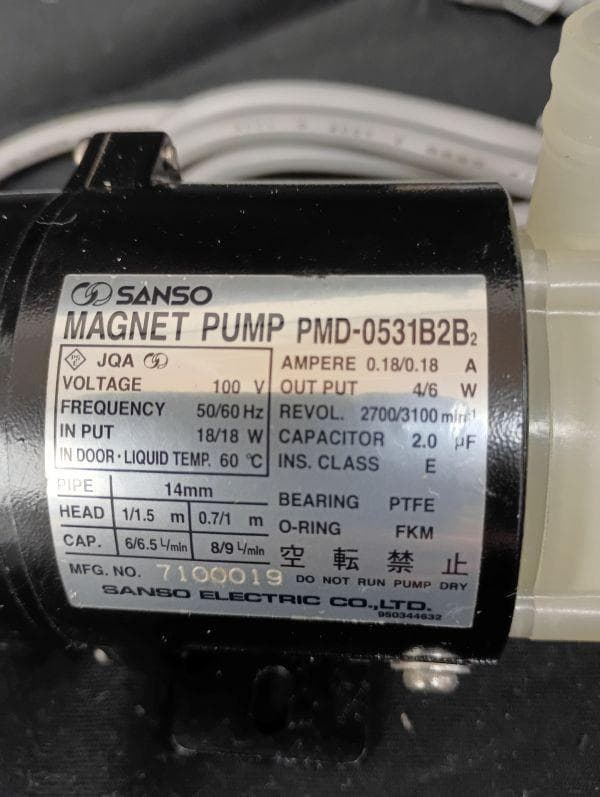 SANSO
MAGNET PUMP PMD-0531B2B2
JQA
VOLTAGE 100 V
FREQUENCY 50/60 Hz
IN PUT 18/18 W
IN DOOR · LIQUID TEMP. 60 ℃
AMPERE 0.18/0.18 A
OUT PUT 4/6 W
REVOL. 2700/3100 min-1
CAPACITOR 2.0 μF
INS. CLASS E
PIPE 14mm
HEAD 1/1.5 m 0.7/1 m
CAP. 6/6.5 L/min 8/9 L/min
BEARING PTFE
O-RING FKM
空転禁止
MFG. NO. 7100019 DO NOT RUN PUMP DRY
SANSO ELECTRIC CO.,LTD.
950344632